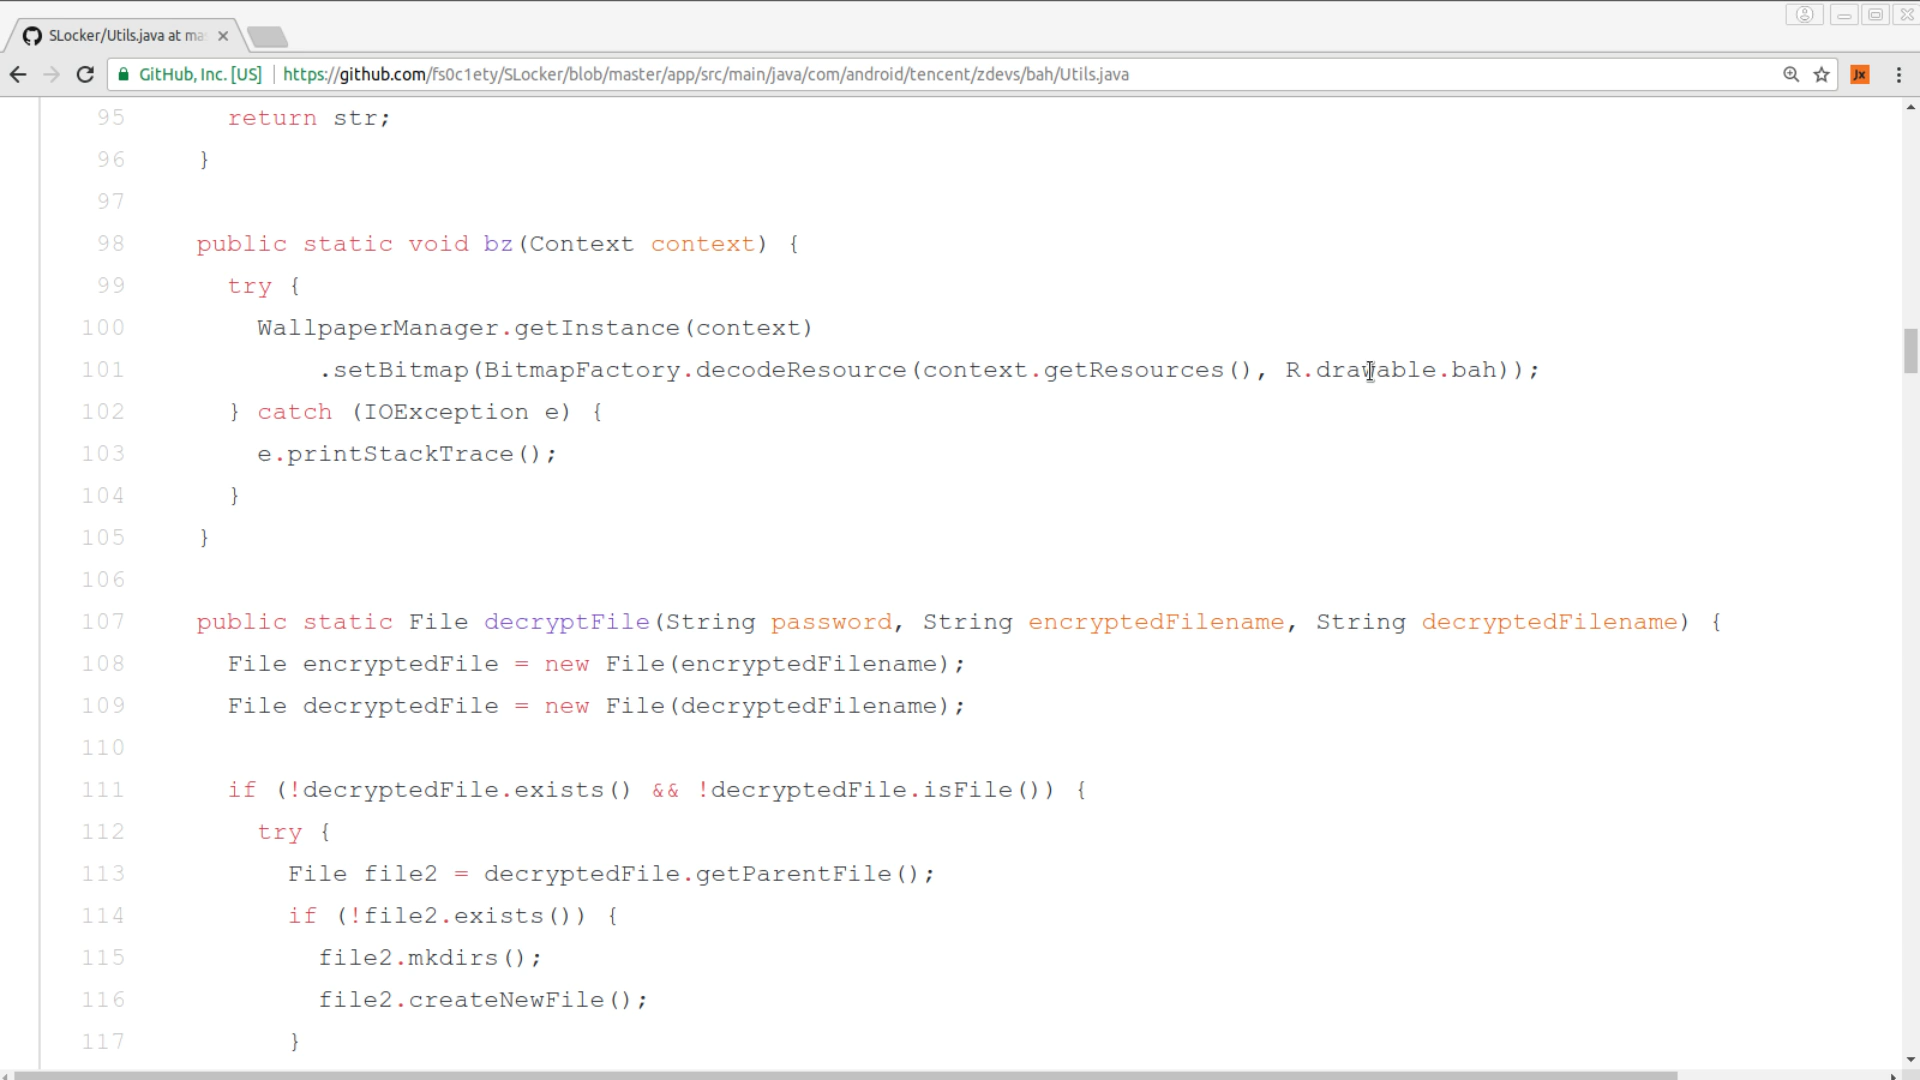 SLocker/Utils.java at ma
GitHub, Inc. [US] https://github.com/fs0c1ety/SLocker/blob/master/app/src/main/java/com/android/tencent/zdevs/bah/Utils.java
Jx
95 return str;
96 }
97
98 public static void bz(Context context) {
99 try {
100 WallpaperManager.getInstance(context)
101 .setBitmap(BitmapFactory.decodeResource(context.getResources(), R.drawable.bah));
102 } catch (IOException e) {
103 e.printStackTrace();
104 }
105 }
106
107 public static File decryptFile(String password, String encryptedFilename, String decryptedFilename) {
108 File encryptedFile = new File(encryptedFilename);
109 File decryptedFile = new File(decryptedFilename);
110
111 if (!decryptedFile.exists() && !decryptedFile.isFile()) {
112 try {
113 File file2 = decryptedFile.getParentFile();
114 if (!file2.exists()) {
115 file2.mkdirs();
116 file2.createNewFile();
117 }